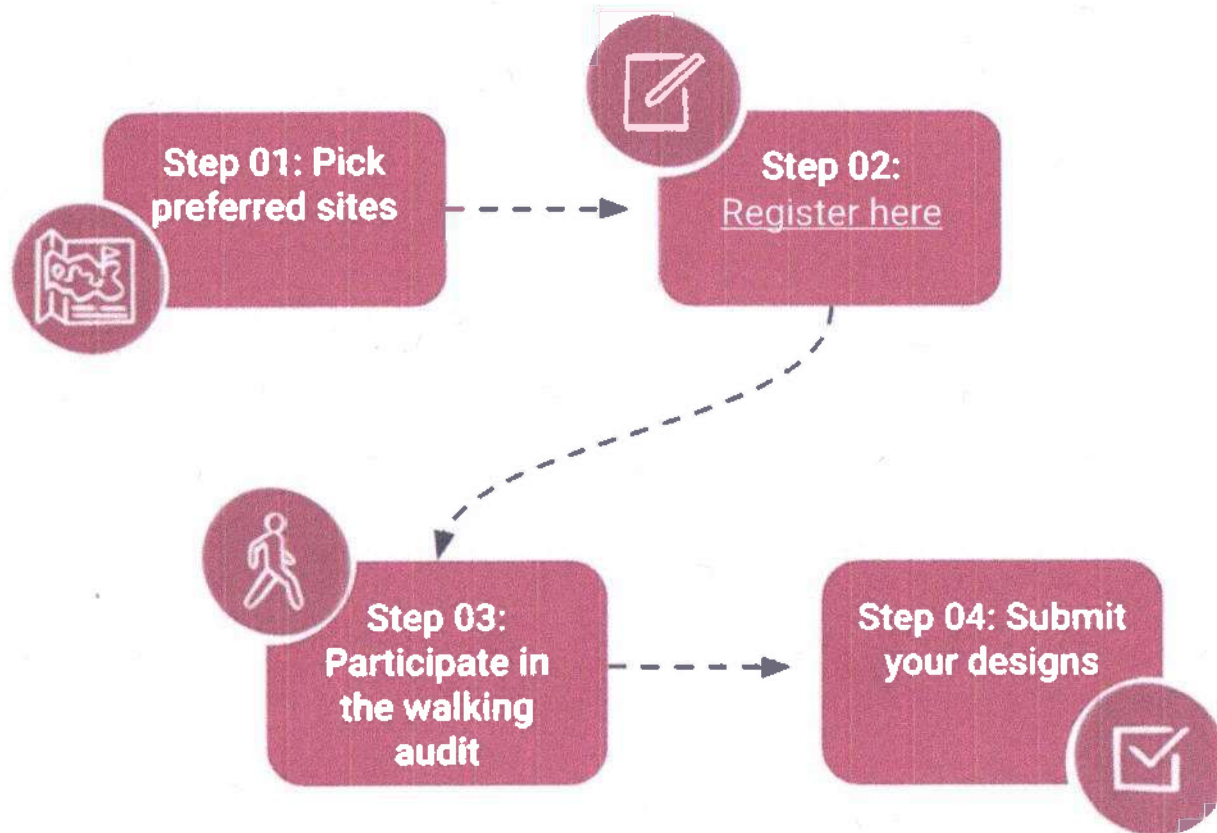 Step 01: Pick
preferred sites
Step 02:
Register here
Step 03:
Participate in
the walking
audit
Step 04: Submit
your designs